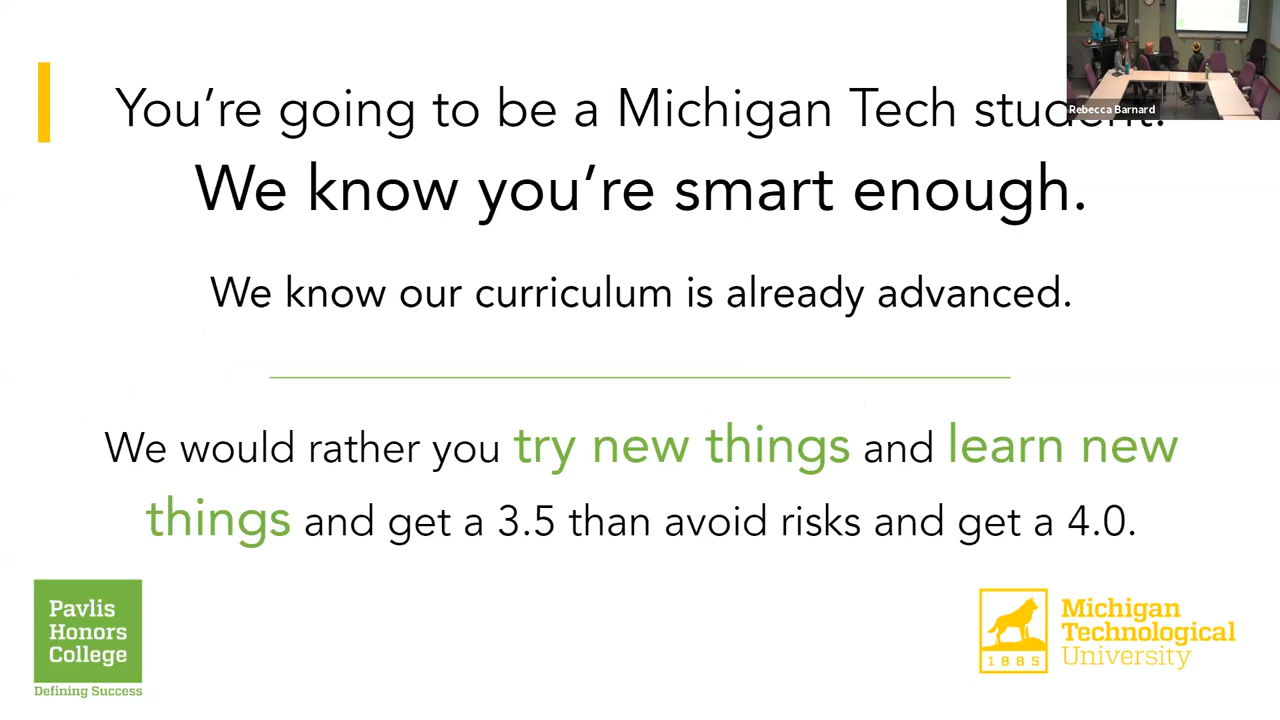 You're going to be a Michigan Tech student.
Rebecca Barnard
We know you're smart enough.
We know our curriculum is already advanced.
We would rather you try new things and learn new
things and get a 3.5 than avoid risks and get a 4.0.
Pavlis
Honors
College
Defining Success
1885
Michigan
Technological
University